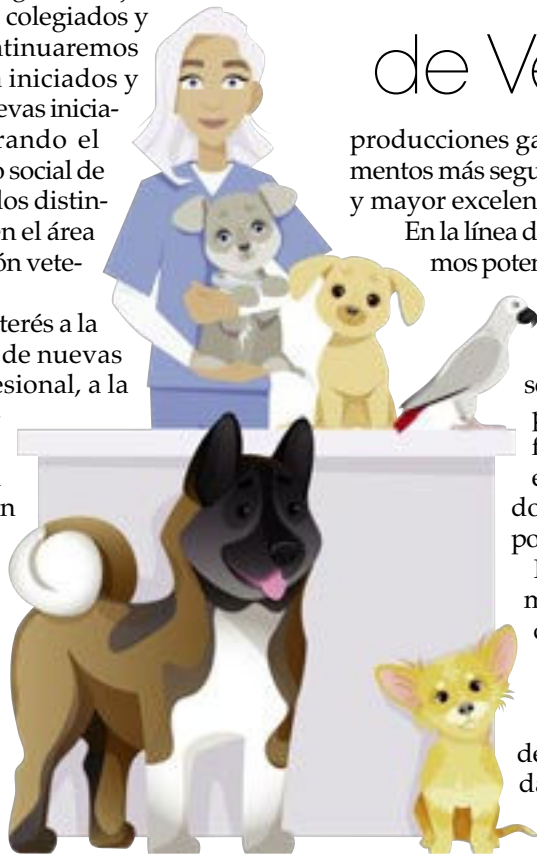 colegiados y
iniciados y
evas inicia-
rando el
social de
los distin-
en el área
ón vete-
terés a la
de nuevas
esional, a la
n
de Ve
producciones ga
mentos más segu
y mayor excelen
En la línea d
mos poten
se
p
f
e
do
po
m
de
da